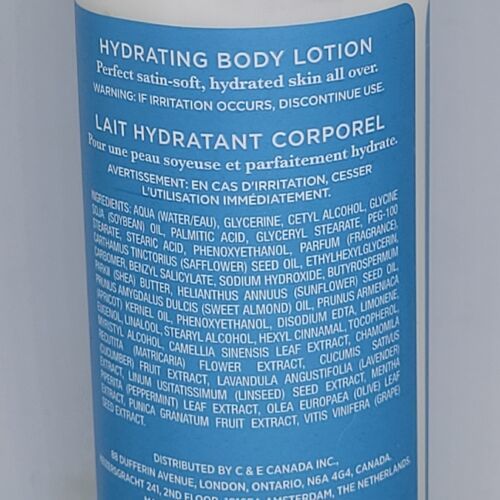 HYDRATING BODY LOTION
Perfect satin-soft, hydrated skin all over.
WARNING: IF IRRITATION OCCURS, DISCONTINUE USE.
LAIT HYDRATANT CORPOREL
Pour une peau soyeuse et parfaitement hydratée.
AVERTISSEMENT: EN CAS D'IRRITATION, CESSER
L'UTILISATION IMMÉDIATEMENT.
INGREDIENTS: AQUA (WATER/EAU), GLYCERINE, CETYL ALCOHOL, GLYCINE
SOJA (SOYBEAN) OIL, PALMITIC ACID, GLYCERYL STEARATE, PEG-100
STEARATE, STEARIC ACID, PHENOXYETHANOL, PARFUM (FRAGRANCE),
CARTHAMUS TINCTORIUS (SAFFLOWER) SEED OIL, ETHYLHEXYLGLYCERIN,
CARBOMER, BENZYL SALICYLATE, SODIUM HYDROXIDE, BUTYROSPERMUM
PARKII (SHEA) BUTTER, HELIANTHUS ANNUUS (SUNFLOWER) SEED OIL,
PRUNUS AMYGDALUS DULCIS (SWEET ALMOND) OIL, PRUNUS ARMENIACA
(APRICOT) KERNEL OIL, PHENOXYETHANOL, DISODIUM EDTA, LIMONENE,
EUGENOL, LINALOOL, STEARYL ALCOHOL, HEXYL CINNAMAL, TOCOPHEROL,
MYRISTYL ALCOHOL, CAMELLIA SINENSIS LEAF EXTRACT, CHAMOMILA
RECUTITA (MATRICARIA) FLOWER EXTRACT, CUCUMIS SATIVUS
(CUCUMBER) FRUIT EXTRACT, LAVANDULA ANGUSTIFOLIA (LAVENDER)
EXTRACT, LINUM USITATISSIMUM (LINSEED) SEED EXTRACT, MENTHA
PIPERITA (PEPPERMINT) LEAF EXTRACT, OLEA EUROPAEA (OLIVE) LEAF
EXTRACT, PUNICA GRANATUM FRUIT EXTRACT, VITIS VINIFERA (GRAPE)
SEED EXTRACT.
DISTRIBUTED BY C & E CANADA INC.,
88 DUFFERIN AVENUE, LONDON, ONTARIO, N6A 4G4, CANADA.
241, 2ND FLOOR, AMSTERDAM, THE NETHERLANDS.